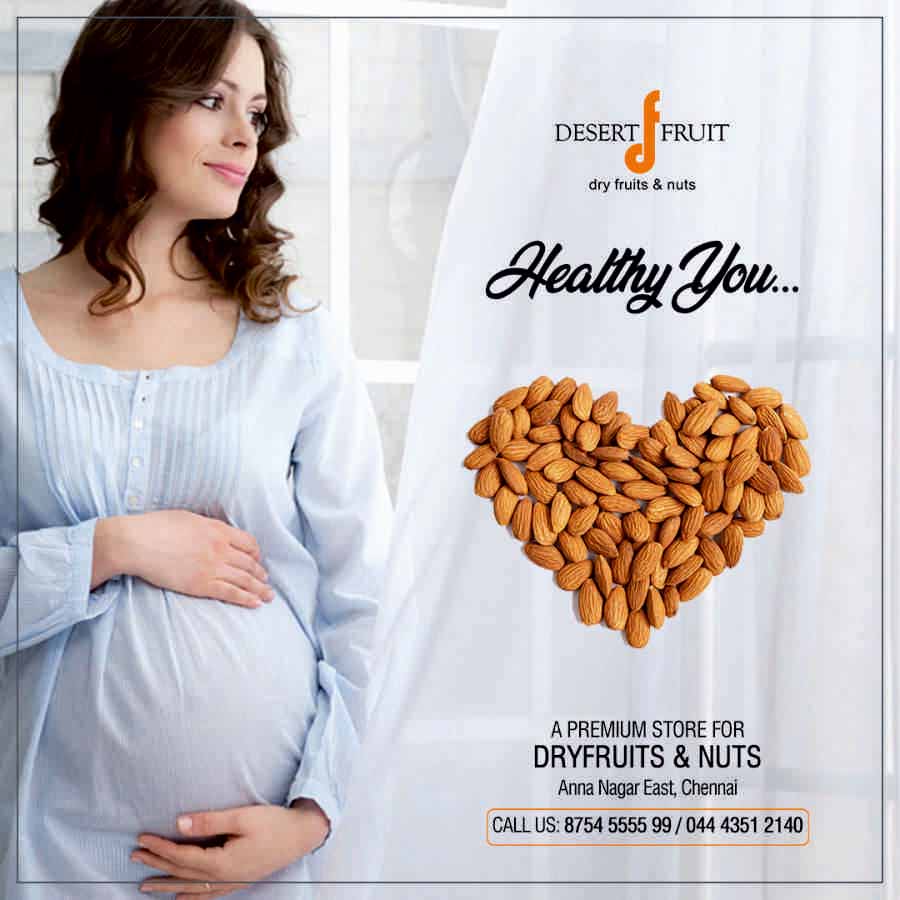 DESERT FRUIT
dry fruits & nuts
Healthy You...
A PREMIUM STORE FOR
DRYFRUITS & NUTS
Anna Nagar East, Chennai
CALL US: 8754 5555 99 / 044 4351 2140